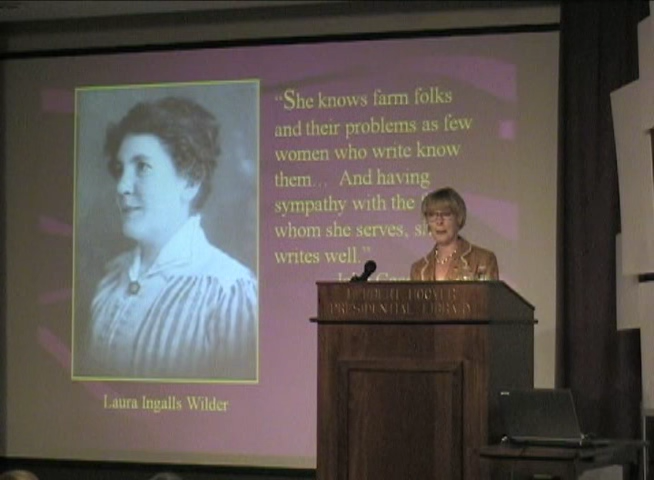 “She knows farm folks
and their problems as few
women who write know
them... And having
sympathy with the
whom she serves,
writes well.”
Laura Ingalls Wilder
HERBERT HOOVER
PRESIDENTIAL LIBRARY